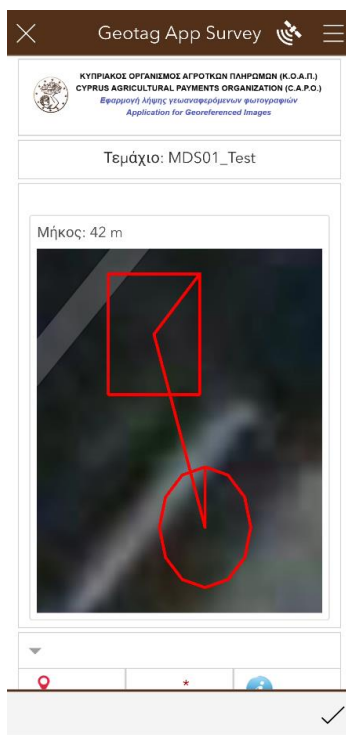 Geotag App Survey
ΚΥΠΡΙΑΚΟΣ ΟΡΓΑΝΙΣΜΟΣ ΑΓΡΟΤΚΩΝ ΠΛΗΡΩΜΩΝ (Κ.Ο.Α.Π.)
CYPRUS AGRICULTURAL PAYMENTS ORGANIZATION (C.A.P.O.)
Εφαρμογή λήψης γεωαναφερόμενων φωτογραφιών
Application for Georeferenced Images
Τεμάχιο: MDS01_Test
Μήκος: 42 m
*